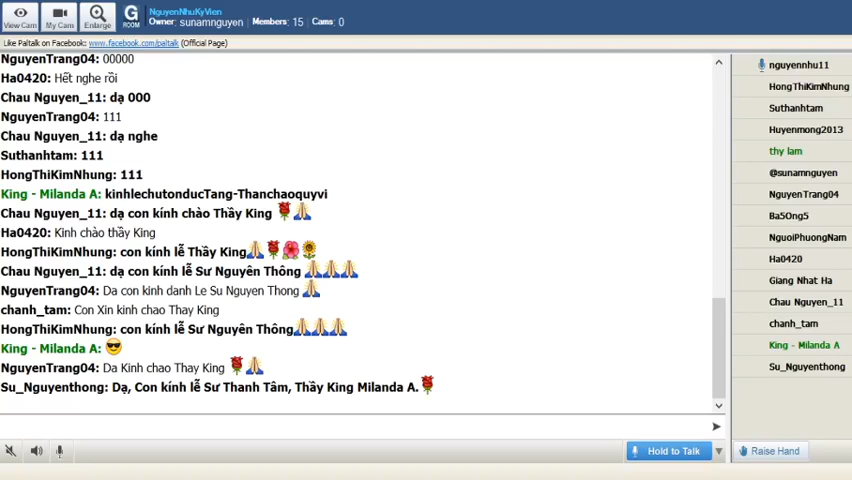 View Cam
My Cam
Enlarge
G
ROOM
NguyenNhuKyVien
Owner: sunamnguyen Members: 15 Cams: 0
Like Paltalk on Facebook: www.facebook.com/paltalk (Official Page)
NguyenTrang04: 00000
Ha0420: Hết nghe rồi
Chau Nguyen_11: dạ 000
NguyenTrang04: 111
Chau Nguyen_11: dạ nghe
Suthanhtam: 111
HongThiKimNhung: 111
King - Milanda A: kinhlechutonducTang-Thanchaoquyvi
Chau Nguyen_11: dạ con kính chào Thầy King
Ha0420: Kinh chào thầy King
HongThiKimNhung: con kính lễ Thầy King
Chau Nguyen_11: dạ con kính lễ Sư Nguyên Thông
NguyenTrang04: Da con kinh danh Le Su Nguyen Thong
chanh_tam: Con Xin kinh chao Thay King
HongThiKimNhung: con kính lễ Sư Nguyên Thông
King - Milanda A:
NguyenTrang04: Da Kinh chao Thay King
Su_Nguyenthong: Dạ, Con kính lễ Sư Thanh Tâm, Thầy King Milanda A.
Hold to Talk
nguyennhu11
HongThiKimNhung
Suthanhtam
Huyenmong2013
thy lam
@sunamnguyen
NguyenTrang04
Ba5Ong5
NguoiPhuongNam
Ha0420
Giang Nhat Ha
Chau Nguyen_11
chanh_tam
King - Milanda A
Su_Nguyenthong
Raise Hand